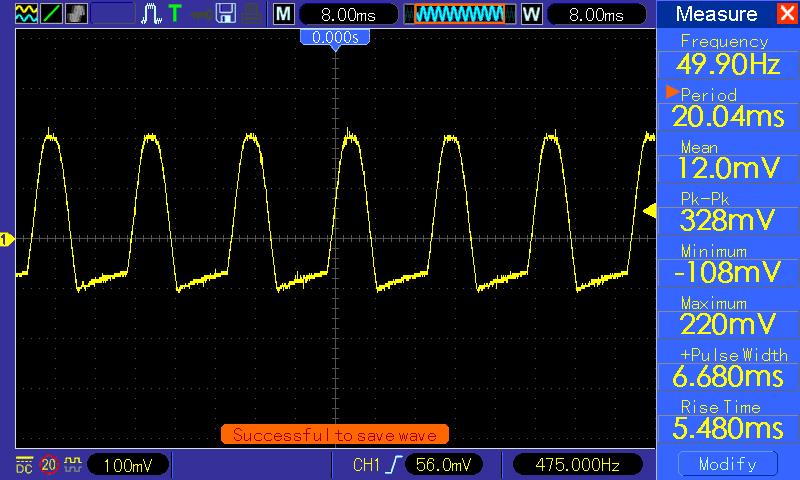 T M 8.00ms W 8.00ms Measure X
0.000s
Frequency
49.90Hz
Period
20.04ms
Mean
12.0mV
Pk-Pk
328mV
1
Minimum
-108mV
Maximum
220mV
+Pulse Width
6.680ms
Rise Time
5.480ms
Successful to save wave
DC 20 100mV CH1 56.0mV 475.000Hz Modify